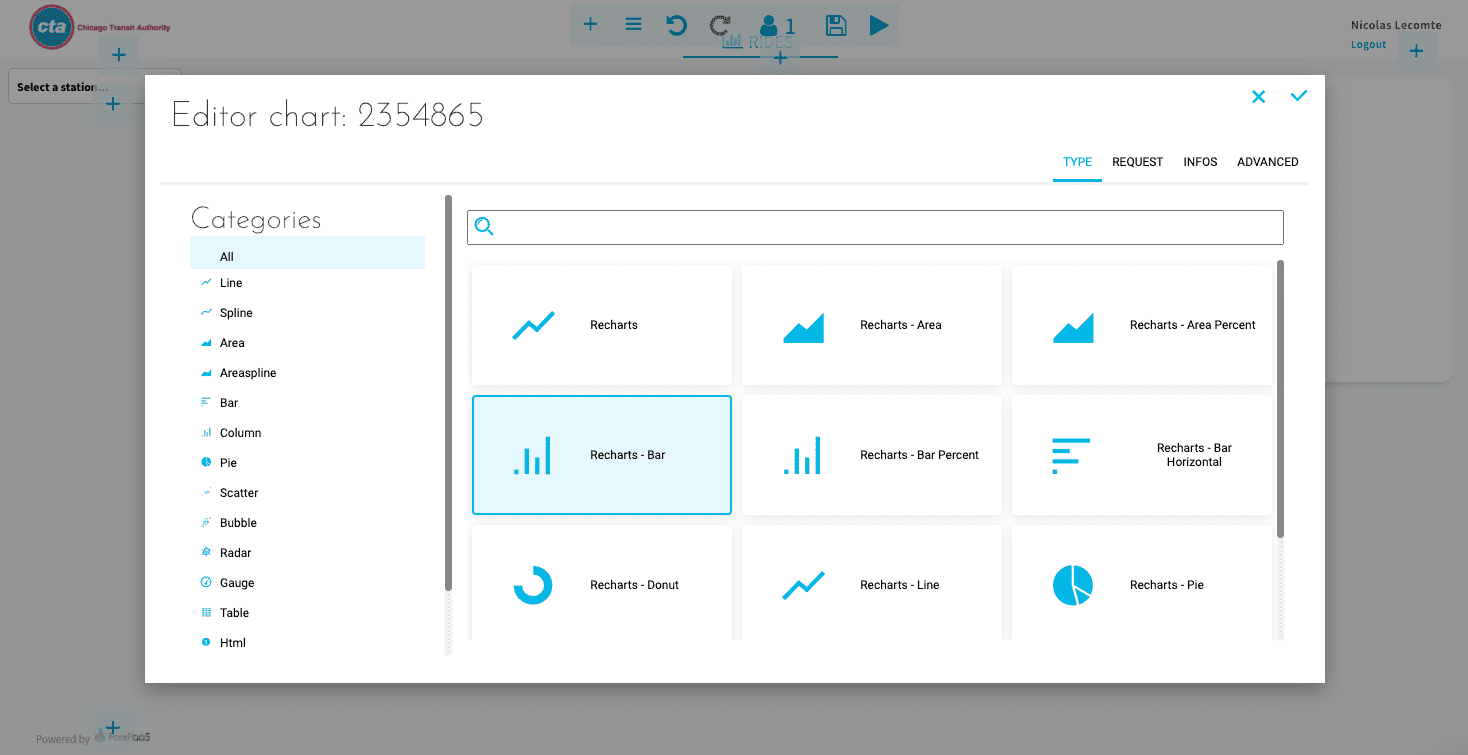 cta Chicago Transit Authority
1
RIDES
Nicolas Lecomte
Logout
Select a station...
Editor chart: 2354865
TYPE REQUEST INFOS ADVANCED
Categories
All
Line
Spline
Area
Areaspline
Bar
Column
Pie
Scatter
Bubble
Radar
Gauge
Table
Html
Recharts
Recharts - Area
Recharts - Area Percent
Recharts - Bar
Recharts - Bar Percent
Recharts - Bar
Horizontal
Recharts - Donut
Recharts - Line
Recharts - Pie
Powered by